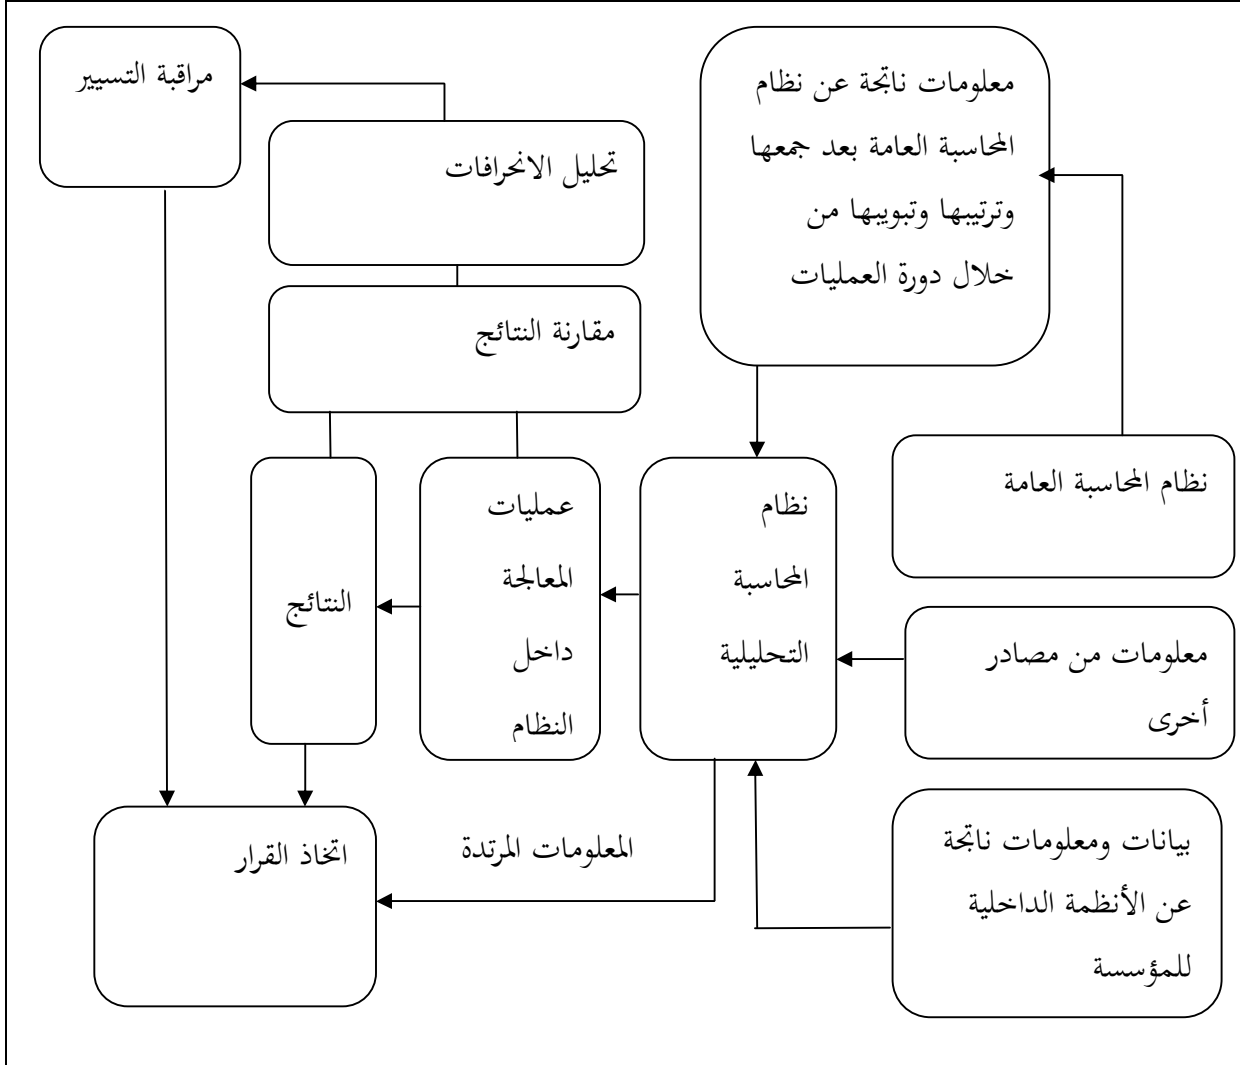 معلومات ناتجة عن نظام
المحاسبة العامة بعد جمعها
وترتيبها وتبويبها من
خلال دورة العمليات
مراقبة التسيير
تحليل الانحرافات
مقارنة النتائج
نظام المحاسبة العامة
نظام
المحاسبة
التحليلية
عمليات
المعالجة
داخل
النظام
النتائج
معلومات من مصادر
أخرى
بيانات ومعلومات ناتجة
عن الأنظمة الداخلية
للمؤسسة
المعلومات المرتدة
اتخاذ القرار